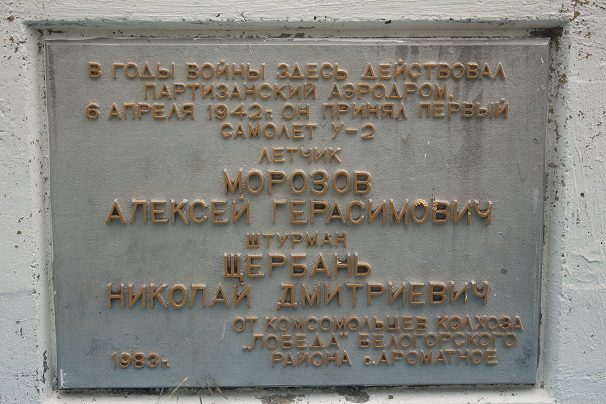 В ГОДЫ ВОЙНЫ ЗДЕСЬ ДЕЙСТВОВАЛ
ПАРТИЗАНСКИЙ АЭРОДРОМ.
6 АПРЕЛЯ 1942г. ОН ПРИНЯЛ ПЕРВЫЙ
САМОЛЕТ У-2
ЛЕТЧИК
МОРОЗОВ
АЛЕКСЕЙ ГЕРАСИМОВИЧ
ШТУРМАН
ЩЕРБАНЬ
НИКОЛАЙ ДМИТРИЕВИЧ
ОТ КОМСОМОЛЬЦЕВ КОЛХОЗА
„ПОБЕДА" БЕЛОГОРСКОГО
РАЙОНА с. АРОМАТНОЕ
1983г.